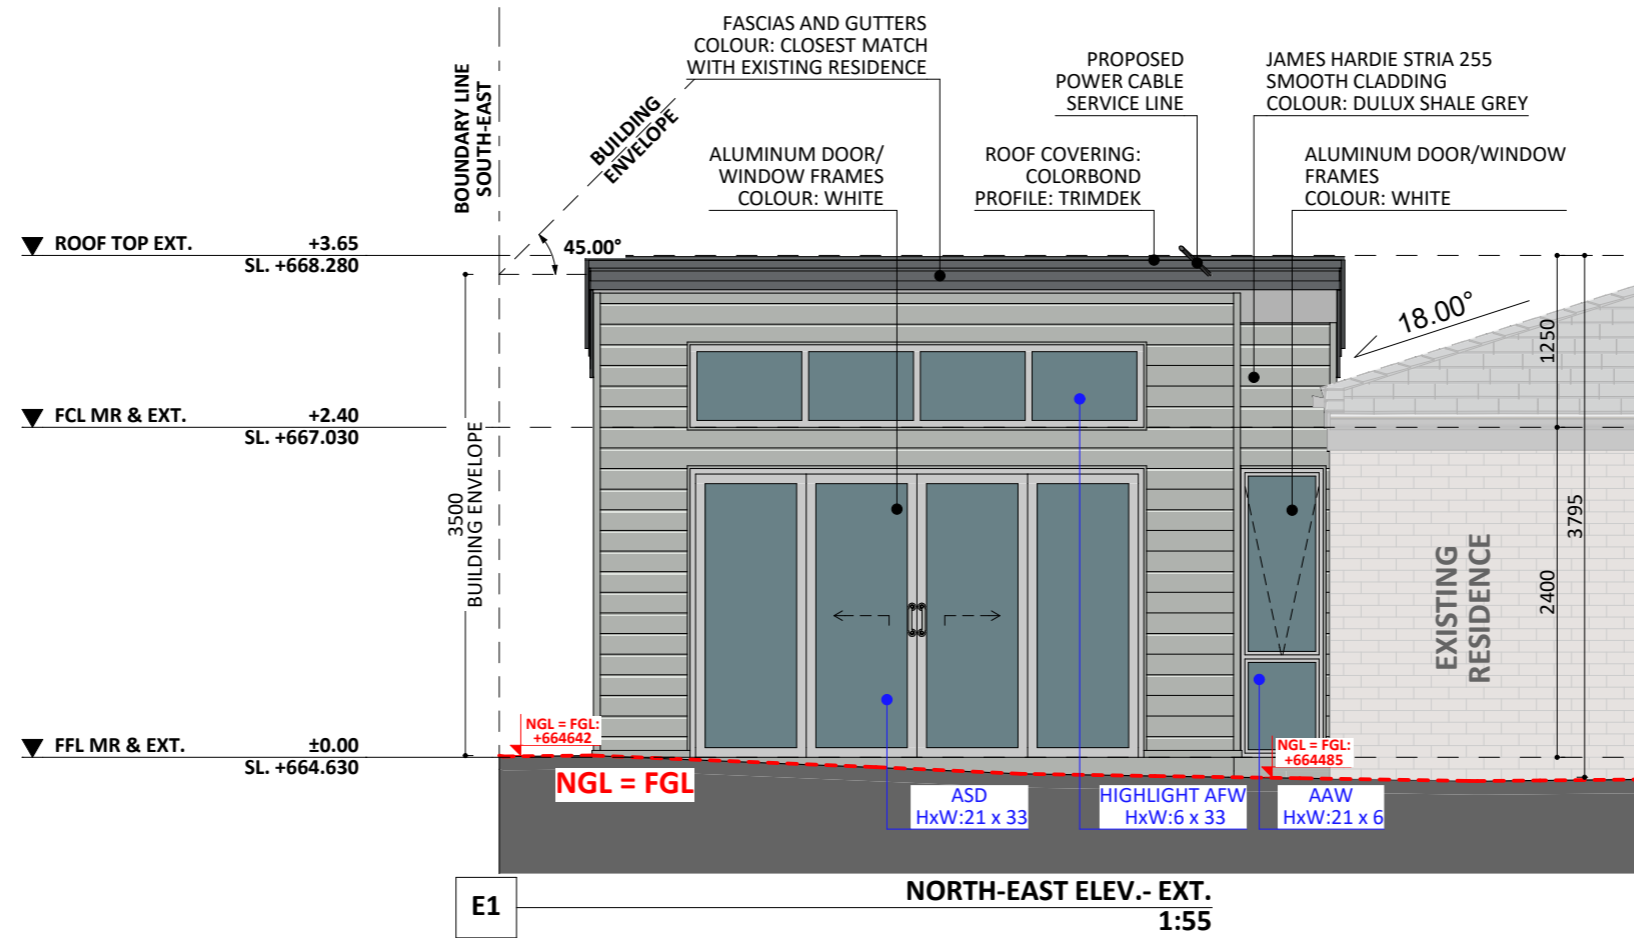 FASCIAS AND GUTTERS
COLOUR: CLOSEST MATCH
WITH EXISTING RESIDENCE
PROPOSED
POWER CABLE
SERVICE LINE
JAMES HARDIE STRIA 255
SMOOTH CLADDING
COLOUR: DULUX SHALE GREY
BOUNDARY LINE
SOUTH-EAST
BUILDING
ENVELOPE
ALUMINUM DOOR/
WINDOW FRAMES
COLOUR: WHITE
ROOF COVERING:
COLORBOND
PROFILE: TRIMDEK
ALUMINUM DOOR/WINDOW
FRAMES
COLOUR: WHITE
ROOF TOP EXT. +3.65
SL. +668.280
45.00°
18.00°
1250
FCL MR & EXT. +2.40
SL. +667.030
3500
BUILDING ENVELOPE
3795
2400
EXISTING
RESIDENCE
NGL = FGL:
+664642
FFL MR & EXT. ±0.00
SL. +664.630
NGL = FGL
NGL = FGL:
+664485
ASD
HxW:21 x 33
HIGHLIGHT AFW
HxW:6 x 33
AAW
HxW:21 x 6
E1
NORTH-EAST ELEV.- EXT.
1:55